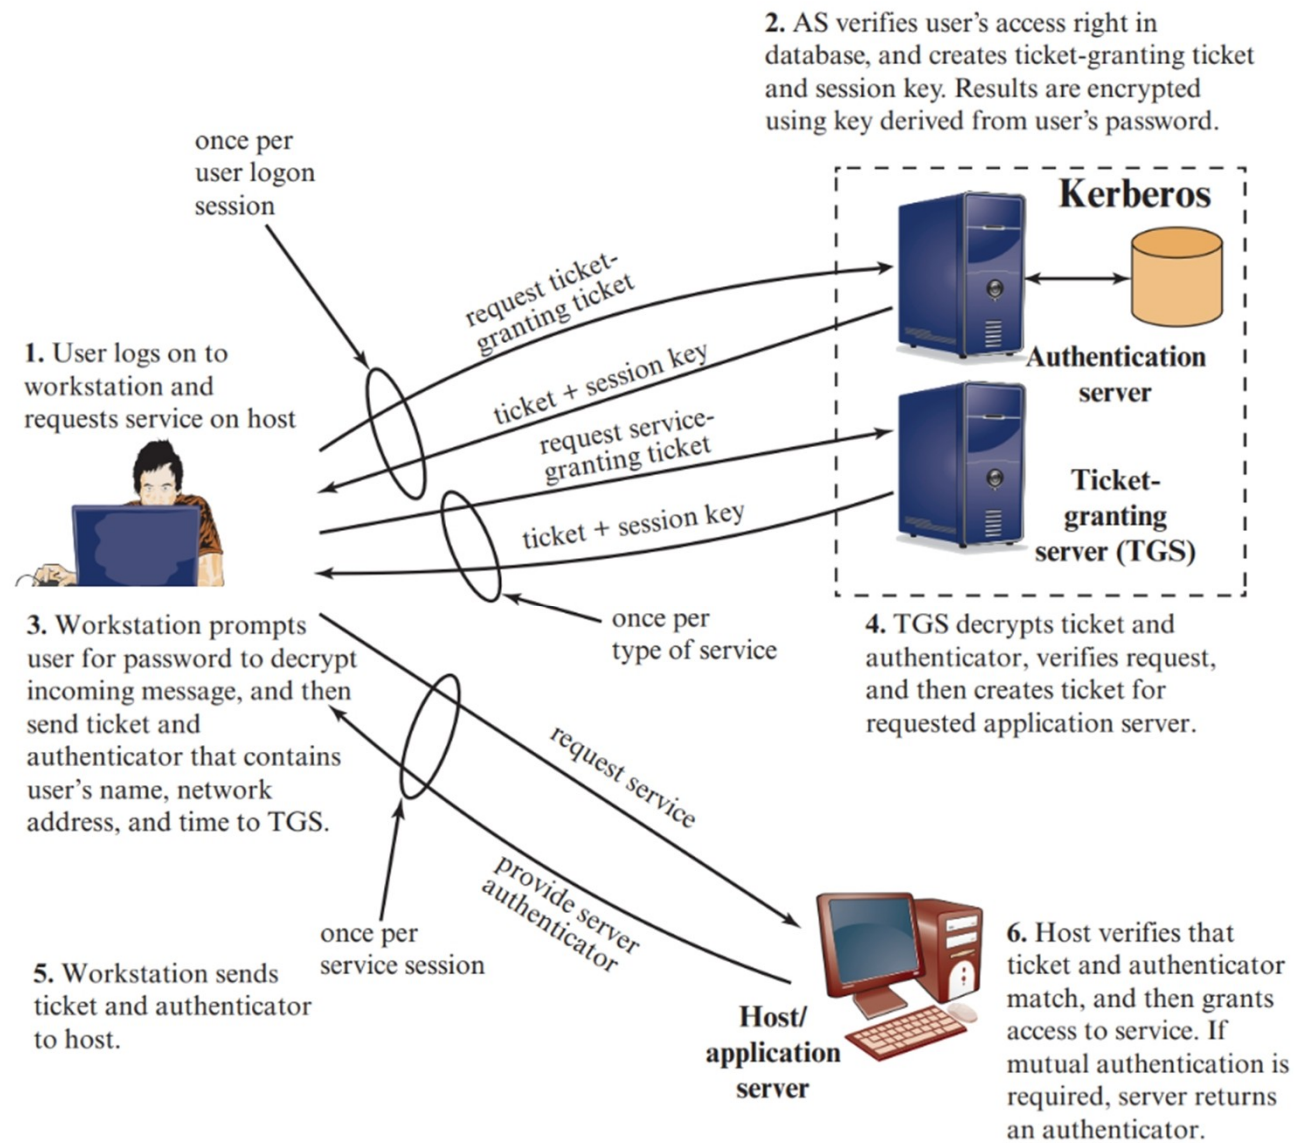 2. AS verifies user's access right in
database, and creates ticket-granting ticket
and session key. Results are encrypted
using key derived from user's password.
once per
user logon
session
Kerberos
request ticket-
granting ticket
1. User logs on to
workstation and
requests service on host
ticket + session key
Authentication
server
request service-
granting ticket
Ticket-
granting
server (TGS)
ticket + session key
once per
type of service
3. Workstation prompts
user for password to decrypt
incoming message, and then
send ticket and
authenticator that contains
user's name, network
address, and time to TGS.
4. TGS decrypts ticket and
authenticator, verifies request,
and then creates ticket for
requested application server.
request service
provide server
authenticator
once per
service session
5. Workstation sends
ticket and authenticator
to host.
Host/
application
server
6. Host verifies that
ticket and authenticator
match, and then grants
access to service. If
mutual authentication is
required, server returns
an authenticator.